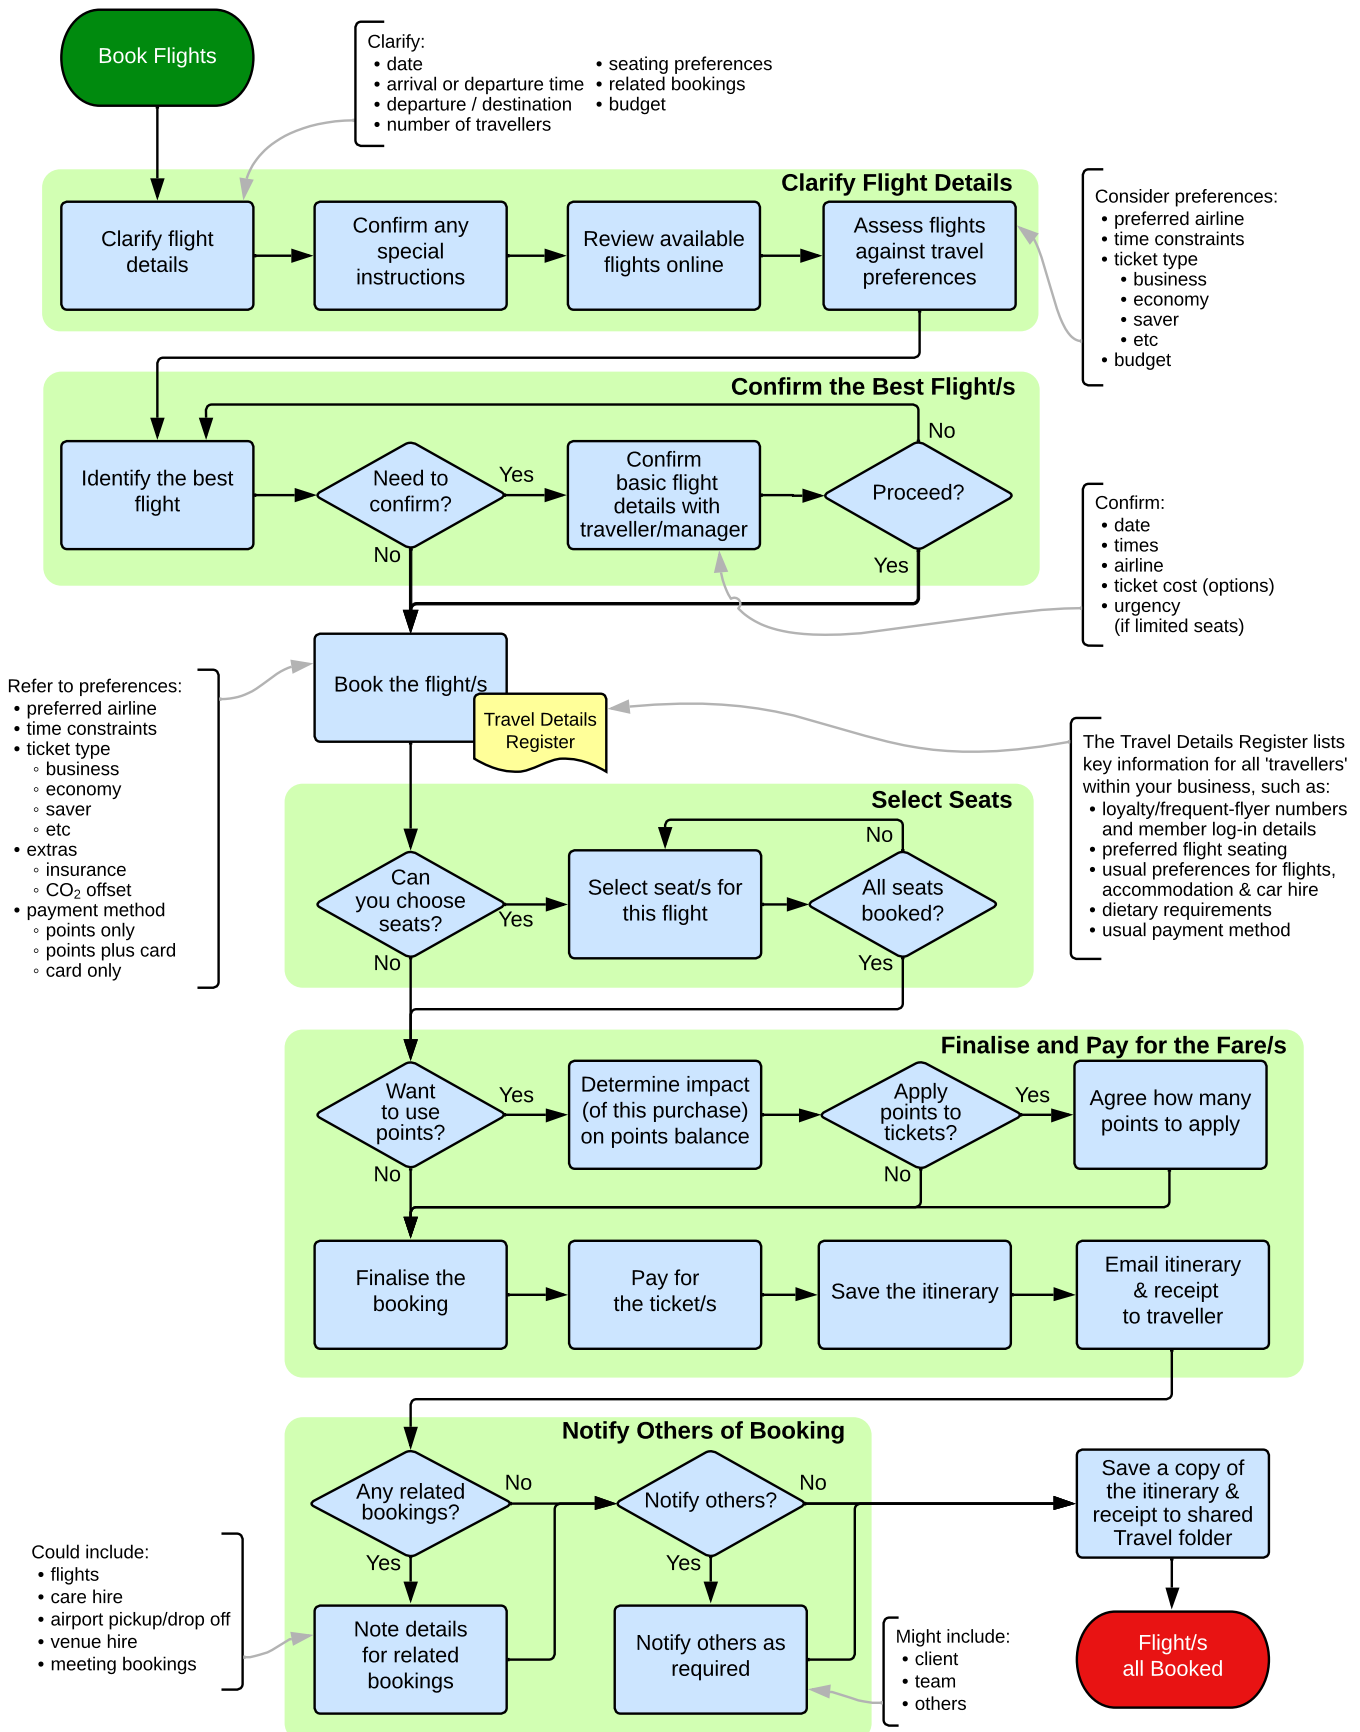 Book Flights
Clarify:
• date
• arrival or departure time
• departure / destination
• number of travellers
• seating preferences
• related bookings
• budget
Clarify Flight Details
Clarify flight
details
Confirm any
special
instructions
Review available
flights online
Assess flights
against travel
preferences
Consider preferences:
• preferred airline
• time constraints
• ticket type
• business
• economy
• saver
• etc
• budget
Confirm the Best Flight/s
Identify the best
flight
Need to
confirm?
Yes
No
Confirm
basic flight
details with
traveller/manager
Proceed?
No
Yes
Confirm:
• date
• times
• airline
• ticket cost (options)
• urgency
(if limited seats)
Book the flight/s
Travel Details
Register
Refer to preferences:
• preferred airline
• time constraints
• ticket type
◦ business
◦ economy
◦ saver
◦ etc
• extras
◦ insurance
◦ CO₂ offset
• payment method
◦ points only
◦ points plus card
◦ card only
The Travel Details Register lists
key information for all 'travellers'
within your business, such as:
• loyalty/frequent-flyer numbers
and member log-in details
• preferred flight seating
• usual preferences for flights,
accommodation & car hire
• dietary requirements
• usual payment method
Select Seats
Can
you choose
seats?
Yes
No
Select seat/s for
this flight
All seats
booked?
No
Yes
Finalise and Pay for the Fare/s
Want
to use
points?
Yes
No
Determine impact
(of this purchase)
on points balance
Apply
points to
tickets?
Yes
No
Agree how many
points to apply
Finalise the
booking
Pay for
the ticket/s
Save the itinerary
Email itinerary
& receipt
to traveller
Notify Others of Booking
Any related
bookings?
No
Yes
Notify others?
No
Yes
Save a copy of
the itinerary &
receipt to shared
Travel folder
Could include:
• flights
• care hire
• airport pickup/drop off
• venue hire
• meeting bookings
Note details
for related
bookings
Notify others as
required
Might include:
• client
• team
• others
Flight/s
all Booked